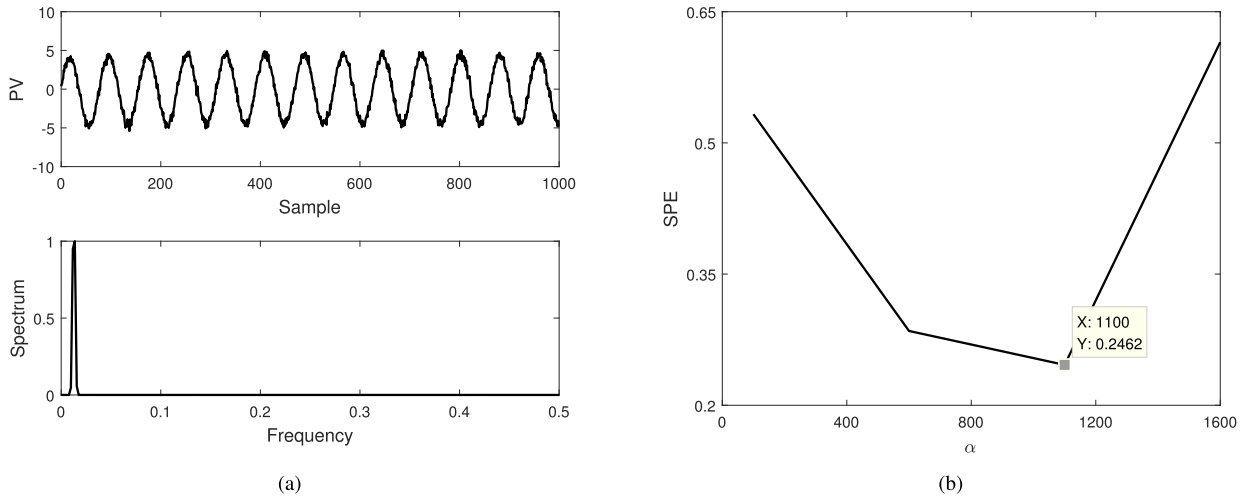 10
5
0
-5
-10
PV
0 200 400 600 800 1000
Sample
1
0.5
0
Spectrum
0 0.1 0.2 0.3 0.4 0.5
Frequency
(a)
0.65
0.5
0.35
0.2
SPE
X: 1100
Y: 0.2462
0 400 800 1200 1600
α
(b)